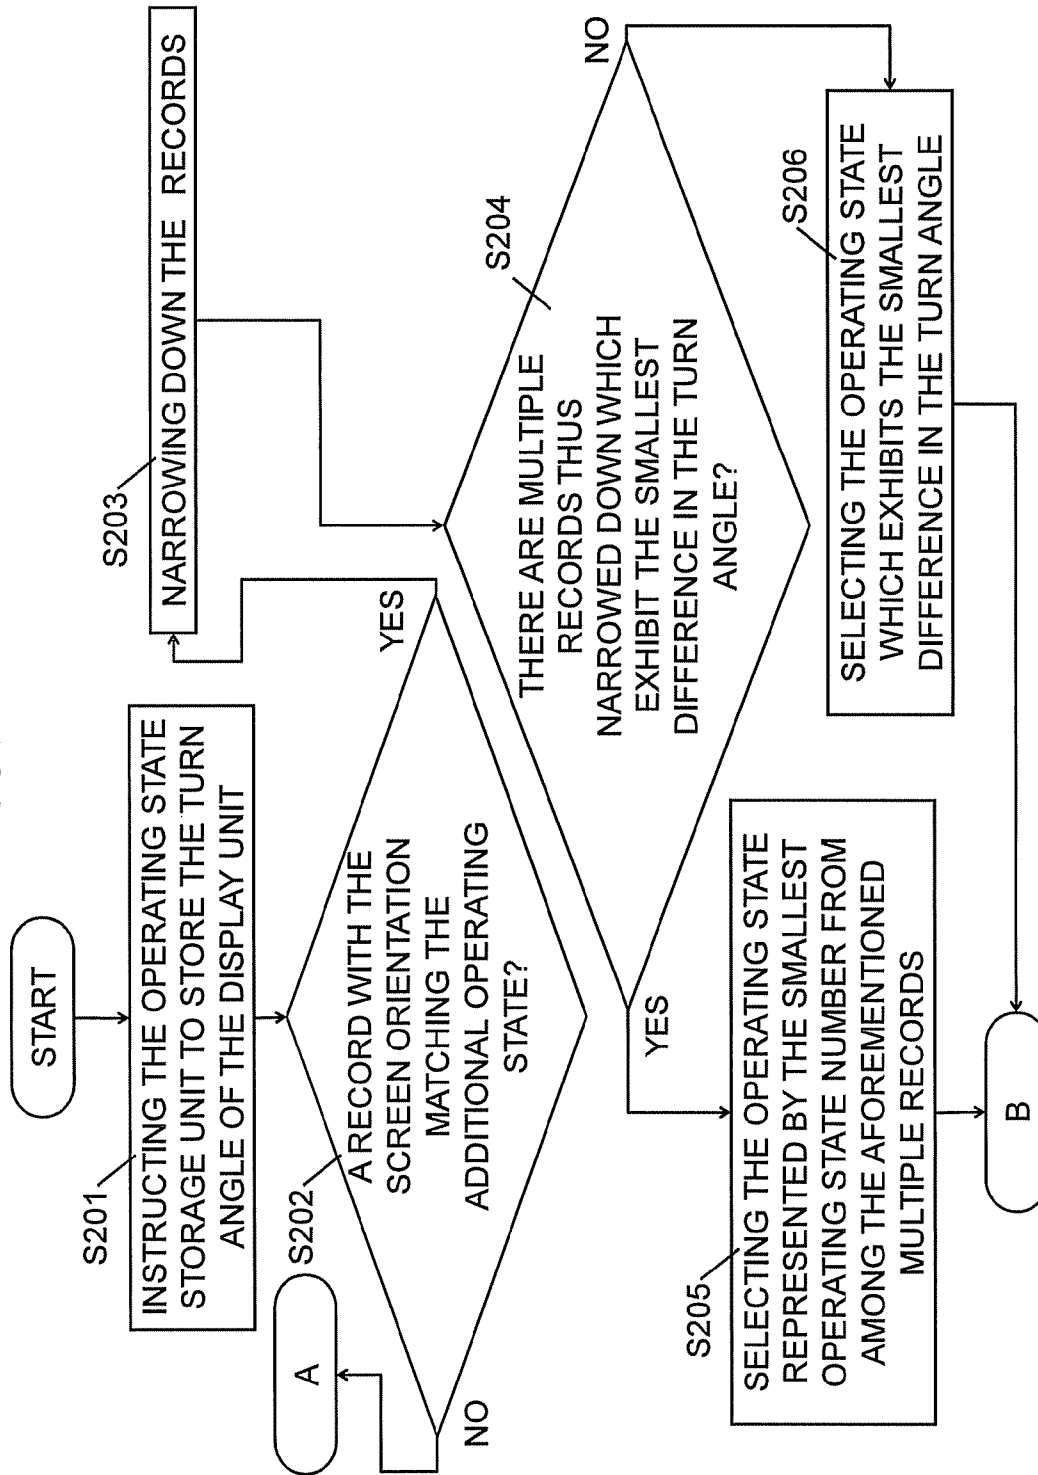 START
S201
INSTRUCTING THE OPERATING STATE
STORAGE UNIT TO STORE THE TURN
ANGLE OF THE DISPLAY UNIT
S202
A RECORD WITH THE
SCREEN ORIENTATION
MATCHING THE
ADDITIONAL OPERATING
STATE?
NO
A
YES
S203
NARROWING DOWN THE RECORDS
S204
THERE ARE MULTIPLE
RECORDS THUS
NARROWED DOWN WHICH
EXHIBIT THE SMALLEST
DIFFERENCE IN THE TURN
ANGLE?
YES
NO
S205
SELECTING THE OPERATING STATE
REPRESENTED BY THE SMALLEST
OPERATING STATE NUMBER FROM
AMONG THE AFOREMENTIONED
MULTIPLE RECORDS
S206
SELECTING THE OPERATING STATE
WHICH EXHIBITS THE SMALLEST
DIFFERENCE IN THE TURN ANGLE
B